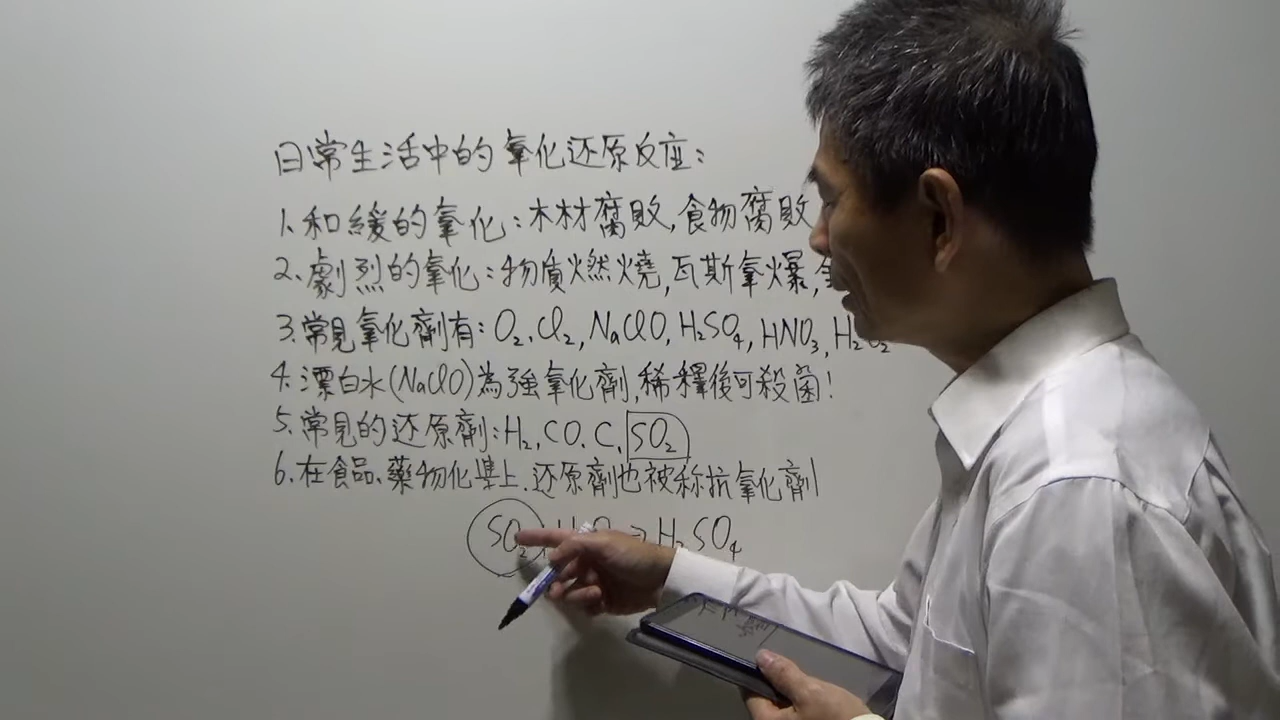 日常生活中的氧化还原反应：
1、和緩的氧化：木材腐敗，食物腐敗
2、劇烈的氧化：物質燃燒，瓦斯氣爆，
3、常見氧化劑有：O₂、Cl₂，NaClO，H₂SO₄，HNO₃，H₂O₂
4、漂白水(NaClO)為強氧化劑，稀釋後可殺菌！
5、常見的还原劑：H₂，CO、C、SO₂
6、在食品、藥物化學上，还原劑也被称抗氧化劑
SO₂ H₂O₂ → H₂SO₄